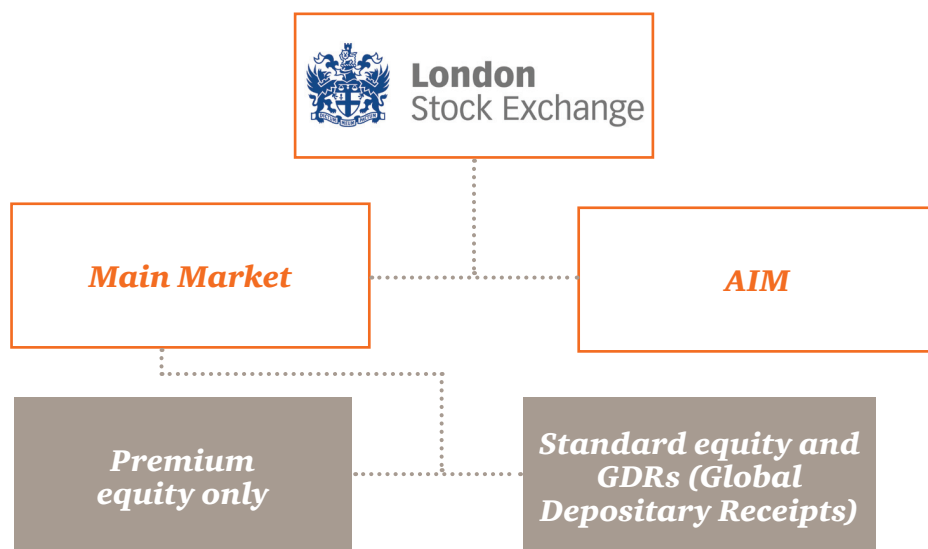 London
Stock Exchange
Main Market
AIM
Premium
equity only
Standard equity and
GDRs (Global
Depositary Receipts)